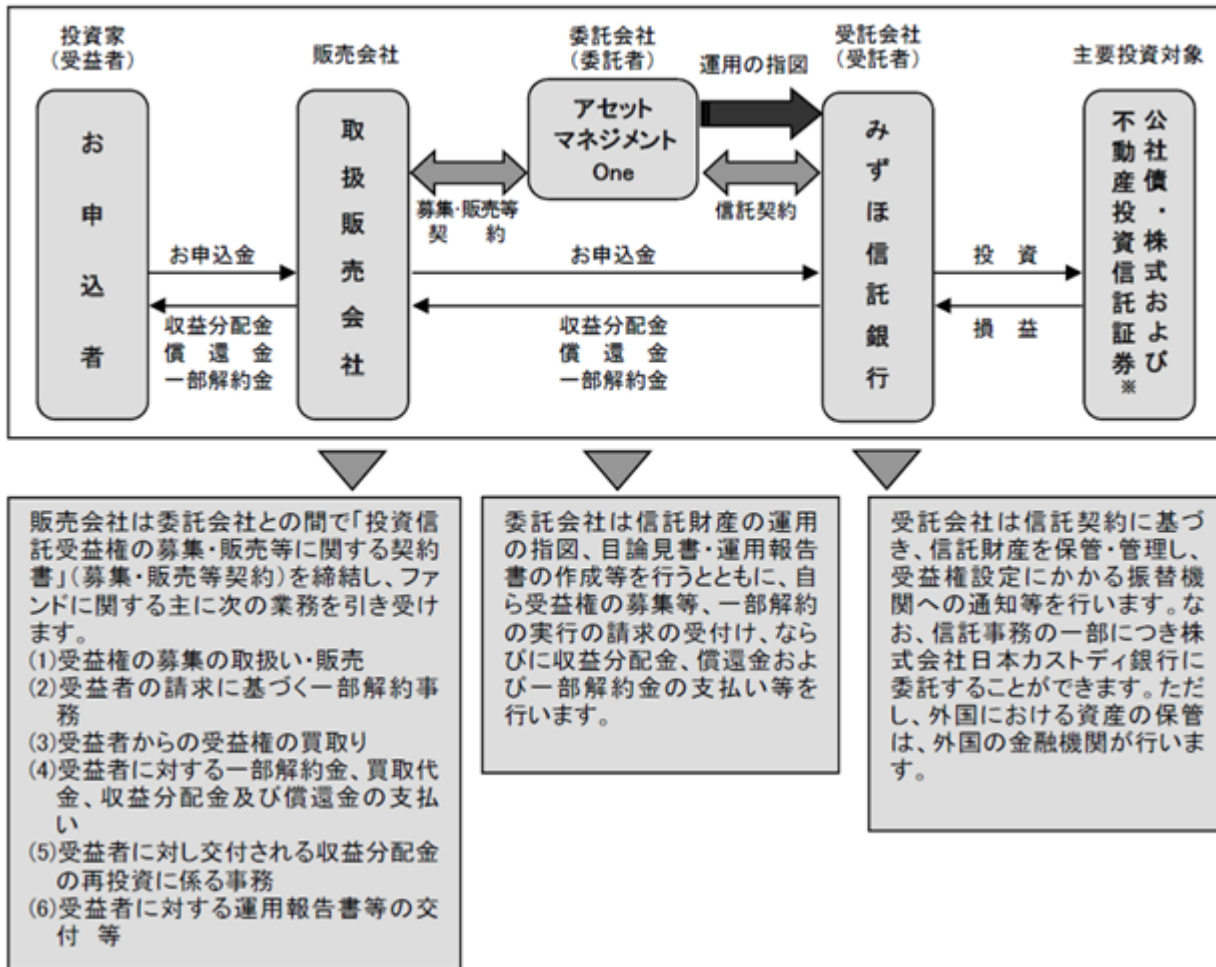 投資家
（受益者）
販売会社
委託会社
（委託者）
運用の指図
受託会社
（受託者）
主要投資対象
お申込者
取扱販売会社
アセット
マネジメント
One
みずほ信託銀行
公社債・株式および
不動産投資信託証券※
募集・販売等
契 約
信託契約
お申込金
収益分配金
償 還 金
一部解約金
お申込金
収益分配金
償 還 金
一部解約金
投 資
損 益
販売会社は委託会社との間で「投資信
託受益権の募集・販売等に関する契約
書」（募集・販売等契約）を締結し、ファ
ンドに関する主に次の業務を引き受け
ます。
(1)受益権の募集の取扱い・販売
(2)受益者の請求に基づく一部解約事
務
(3)受益者からの受益権の買取り
(4)受益者に対する一部解約金、買取代
金、収益分配金及び償還金の支払
い
(5)受益者に対し交付される収益分配金
の再投資に係る事務
(6)受益者に対する運用報告書等の交
付 等
委託会社は信託財産の運用
の指図、目論見書・運用報告
書の作成等を行うとともに、自
ら受益権の募集等、一部解約
の実行の請求の受付け、なら
びに収益分配金、償還金およ
び一部解約金の支払い等を
行います。
受託会社は信託契約に基づ
き、信託財産を保管・管理し、
受益権設定にかかる振替機
関への通知等を行います。な
お、信託事務の一部につき株
式会社日本カストディ銀行に
委託することができます。ただ
し、外国における資産の保管
は、外国の金融機関が行いま
す。